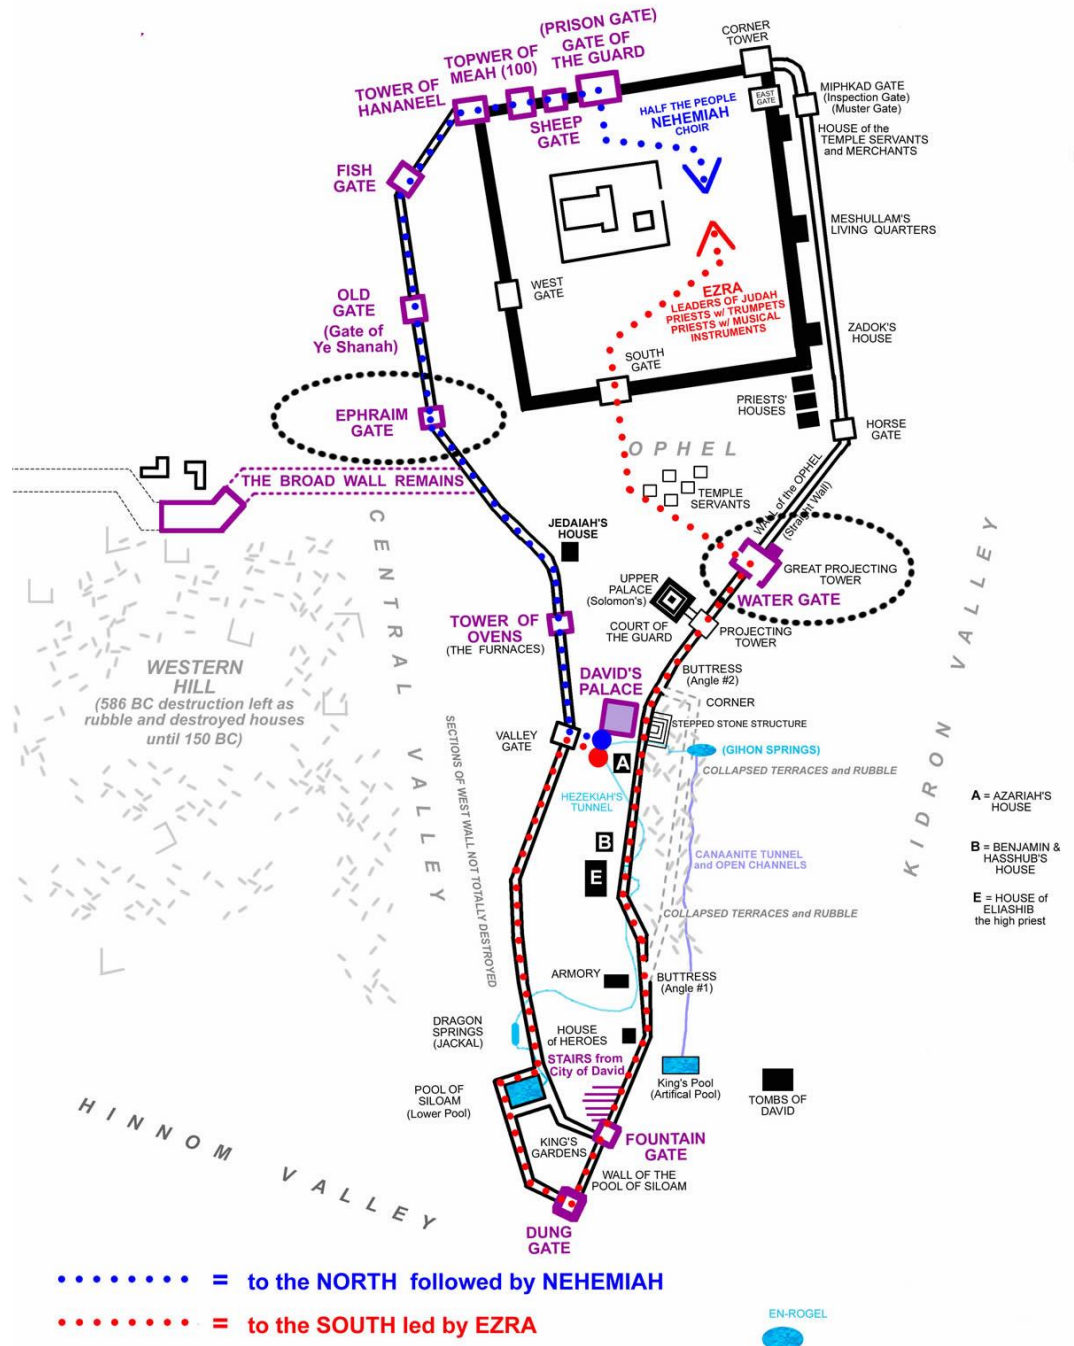 (PRISON GATE)
GATE OF
THE GUARD
TOPWER OF
MEAH (100)
TOWER OF
HANANEEL
SHEEP
GATE
CORNER
TOWER
EAST
GATE
MIPHKAD GATE
(Inspection Gate)
(Muster Gate)
HOUSE of the
TEMPLE SERVANTS
and MERCHANTS
HALF THE PEOPLE
NEHEMIAH
CHOIR
FISH
GATE
MESHULLAM'S
LIVING QUARTERS
WEST
GATE
EZRA
LEADERS OF JUDAH
PRIESTS w/ TRUMPETS
PRIESTS w/ MUSICAL
INSTRUMENTS
OLD
GATE
(Gate of
Ye Shanah)
ZADOK'S
HOUSE
SOUTH
GATE
PRIESTS'
HOUSES
EPHRAIM
GATE
HORSE
GATE
OPHEL
THE BROAD WALL REMAINS
TEMPLE
SERVANTS
WALL of the OPHEL
(Straight Wall)
JEDAIAH'S
HOUSE
GREAT PROJECTING
TOWER
WATER GATE
UPPER
PALACE
(Solomon's)
COURT OF
THE GUARD
PROJECTING
TOWER
TOWER OF
OVENS
(THE FURNACES)
CENTRAL VALLEY
KIDRON VALLEY
WESTERN
HILL
(586 BC destruction left as
rubble and destroyed houses
until 150 BC)
BUTTRESS
(Angle #2)
DAVID'S
PALACE
CORNER
STEPPED STONE STRUCTURE
VALLEY
GATE
(GIHON SPRINGS)
A
COLLAPSED TERRACES and RUBBLE
SECTIONS OF WEST WALL NOT TOTALLY DESTROYED
HEZEKIAH'S
TUNNEL
A = AZARIAH'S
HOUSE
B
B = BENJAMIN &
HASSHUB'S
HOUSE
CANAANITE TUNNEL
and OPEN CHANNELS
E
E = HOUSE of
ELIASHIB
the high priest
COLLAPSED TERRACES and RUBBLE
ARMORY
BUTTRESS
(Angle #1)
DRAGON
SPRINGS
(JACKAL)
HOUSE
of HEROES
STAIRS from
City of David
POOL OF
SILOAM
(Lower Pool)
King's Pool
(Artifical Pool)
TOMBS OF
DAVID
KING'S
GARDENS
FOUNTAIN
GATE
WALL OF THE
POOL OF SILOAM
HINNOM VALLEY
DUNG
GATE
= to the NORTH followed by NEHEMIAH
= to the SOUTH led by EZRA
EN-ROGEL